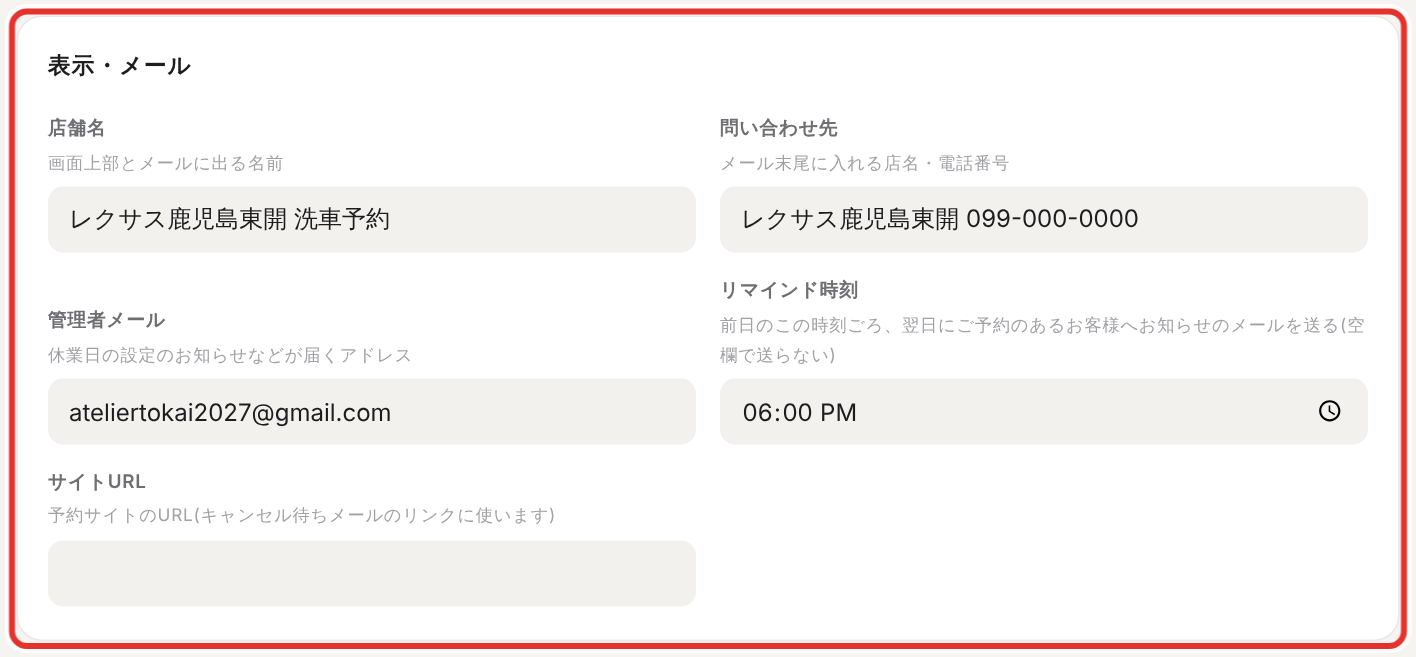 表示・メール
店舗名
画面上部とメールに出る名前
レクサス鹿児島東開 洗車予約
問い合わせ先
メール末尾に入れる店名・電話番号
レクサス鹿児島東開 099-000-0000
管理者メール
休業日の設定のお知らせなどが届くアドレス
ateliertokai2027@gmail.com
リマインド時刻
前日のこの時刻ごろ、翌日にご予約のあるお客様へお知らせのメールを送る(空
欄で送らない)
06:00 PM
サイトURL
予約サイトのURL(キャンセル待ちメールのリンクに使います)